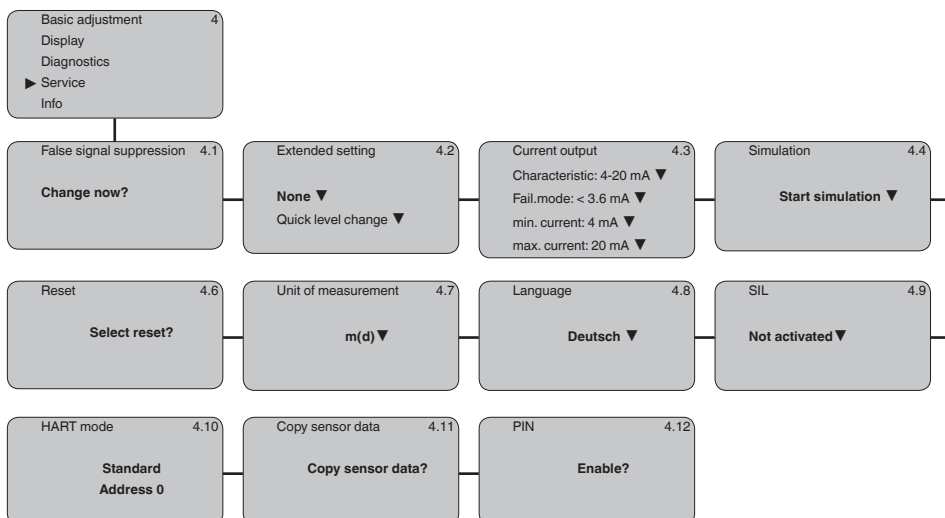 Basic adjustment 4
Display
Diagnostics
▶ Service
Info
False signal suppression 4.1
Change now?
Extended setting 4.2
None ▼
Quick level change ▼
Current output 4.3
Characteristic: 4-20 mA ▼
Fail.mode: < 3.6 mA ▼
min. current: 4 mA ▼
max. current: 20 mA ▼
Simulation 4.4
Start simulation ▼
Reset 4.6
Select reset?
Unit of measurement 4.7
m(d) ▼
Language 4.8
Deutsch ▼
SIL 4.9
Not activated ▼
HART mode 4.10
Standard
Address 0
Copy sensor data 4.11
Copy sensor data?
PIN 4.12
Enable?